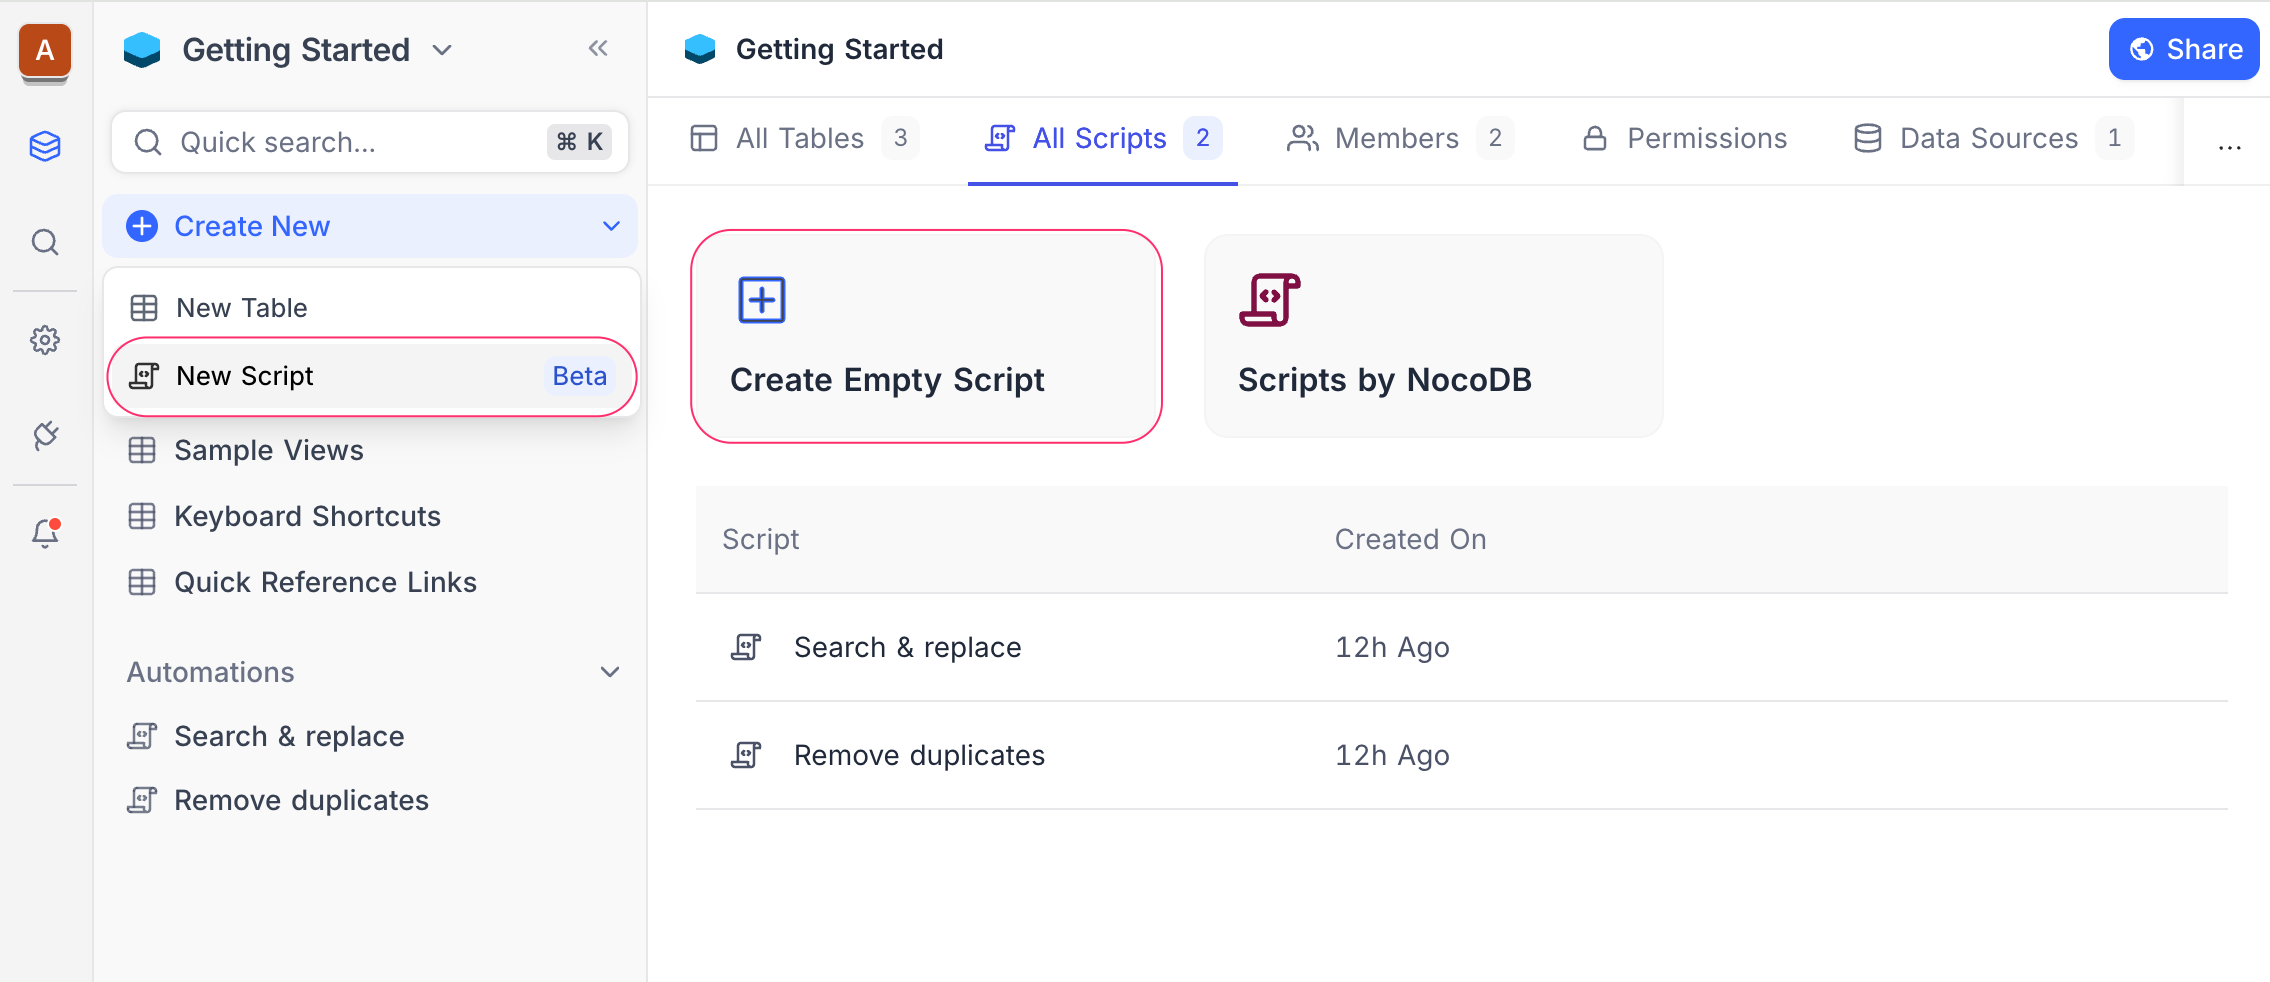 A
Getting Started
Quick search...
⌘ K
Create New
New Table
New Script Beta
Sample Views
Keyboard Shortcuts
Quick Reference Links
Automations
Search & replace
Remove duplicates
Getting Started
Share
All Tables 3
All Scripts 2
Members 2
Permissions
Data Sources 1
...
Create Empty Script
Scripts by NocoDB
Script Created On
Search & replace 12h Ago
Remove duplicates 12h Ago